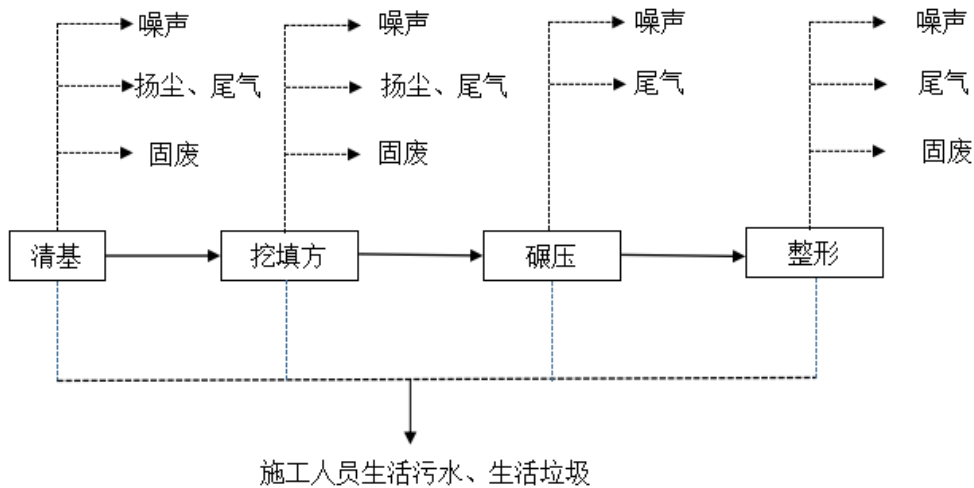 噪声
噪声
噪声
噪声
扬尘、尾气
扬尘、尾气
尾气
尾气
固废
固废
固废
清基
挖填方
碾压
整形
施工人员生活污水、生活垃圾